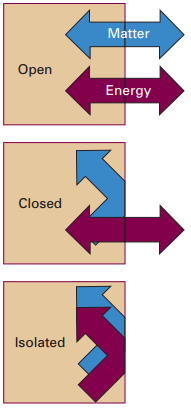 Matter
Open
Energy
Closed
Isolated